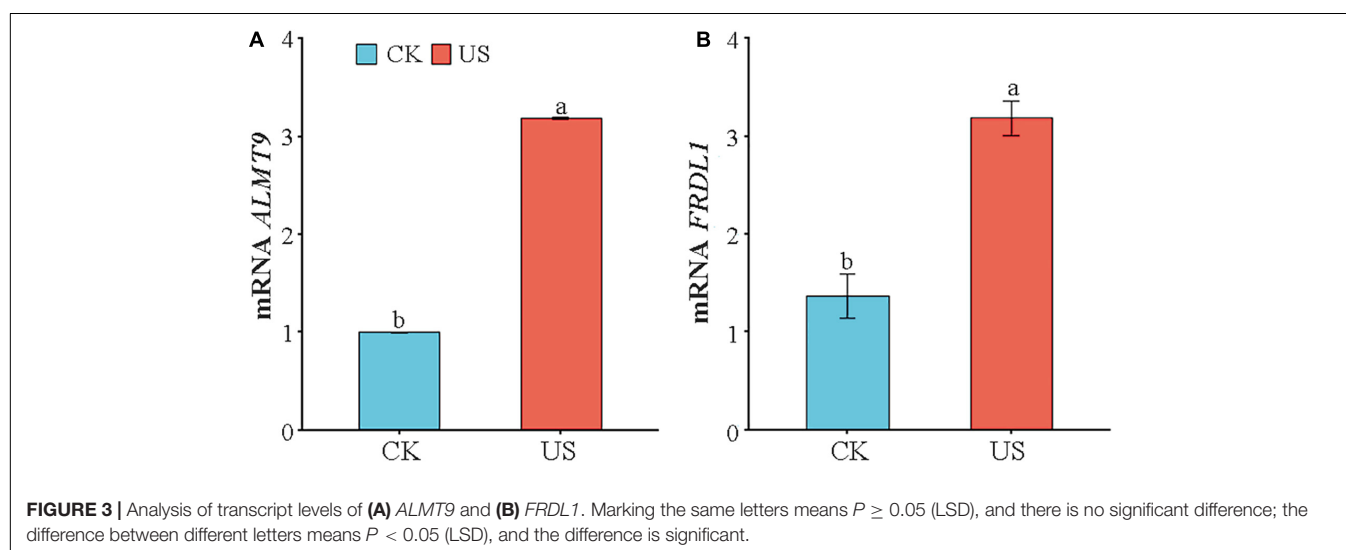 A
B
CK US
4
3
2
1
0
mRNA ALMT9
b
a
CK
US
4
3
2
1
0
mRNA FRDL1
b
a
CK
US
FIGURE 3 | Analysis of transcript levels of (A) ALMT9 and (B) FRDL1. Marking the same letters means P ≥ 0.05 (LSD), and there is no significant difference; the
difference between different letters means P < 0.05 (LSD), and the difference is significant.